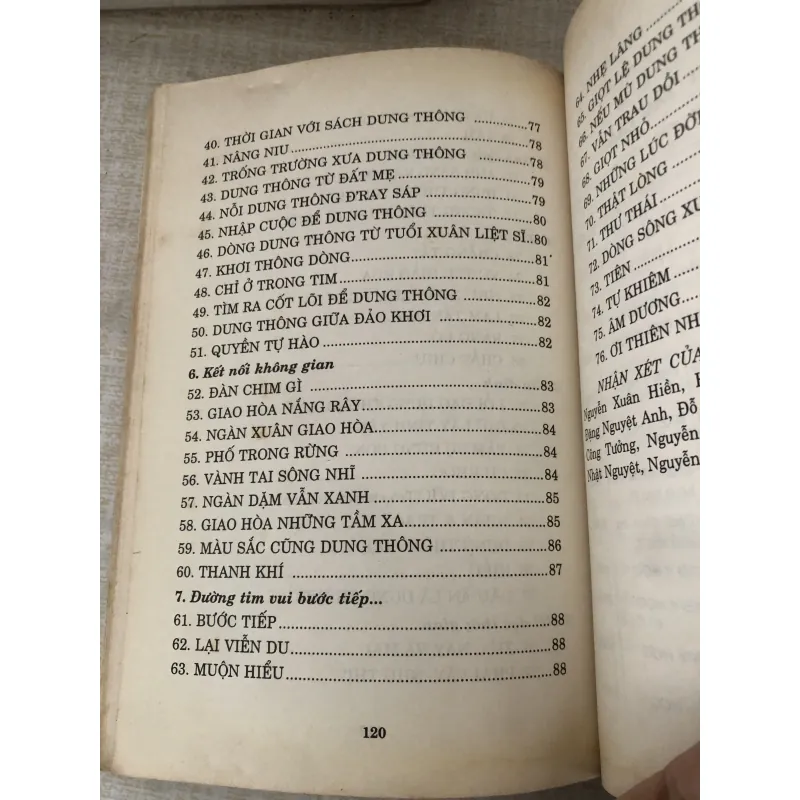 40. THỜI GIAN VỚI SÁCH DUNG THÔNG ..........77
41. NÂNG NIU ..........78
42. TRỐNG TRƯỜNG XƯA DUNG THÔNG ..........78
43. DUNG THÔNG TỪ ĐẤT MẸ ..........79
44. NỖI DUNG THÔNG Đ'RAY SÁP ..........79
45. NHẬP CUỘC ĐỂ DUNG THÔNG ..........80
46. DÒNG DUNG THÔNG TỪ TUỔI XUÂN LIỆT SĨ..80
47. KHƠI THÔNG DÒNG ..........81
48. CHỈ Ở TRONG TIM ..........81
49. TÌM RA CỐT LÕI ĐỂ DUNG THÔNG ..........82
50. DUNG THÔNG GIỮA ĐẢO KHƠI ..........82
51. QUYỀN TỰ HÀO ..........82
6. Kết nối không gian
52. ĐÀN CHIM GÌ ..........83
53. GIAO HÒA NẮNG RÂY..........83
54. NGÀN XUÂN GIAO HÒA..........84
55. PHỐ TRONG RỪNG ..........84
56. VÀNH TAI SÔNG NHĨ ..........84
57. NGÀN DẶM VẪN XANH ..........85
58. GIAO HÒA NHỮNG TẦM XA..........85
59. MÀU SẮC CŨNG DUNG THÔNG ..........86
60. THANH KHÍ ..........87
7. Đường tim vui bước tiếp...
61. BƯỚC TIẾP ..........88
62. LẠI VIỄN DU ..........88
63. MUỘN HIỂU ..........88
120
64. NHẸ LÂNG
65. GIỌT LỆ DUNG THÔ
66. NẾU MÙ DUNG TH
67. VẪN TRAU DỒI
68. GIỌT NHỎ
69. NHỮNG LÚC ĐỜI
70. THẬT LÒNG
71. THƯ THÁI
72. DÒNG SÔNG XU
73. TIÊN
74. TỰ KHIÊM
75. ÂM DƯƠNG
76. ƠI THIÊN NH
NHẬN XÉT CỦA
Nguyễn Xuân Hiền,
Đặng Nguyệt Anh, Đỗ
Công Tưởng, Nguyễn
Nhật Nguyệt, Nguyễn